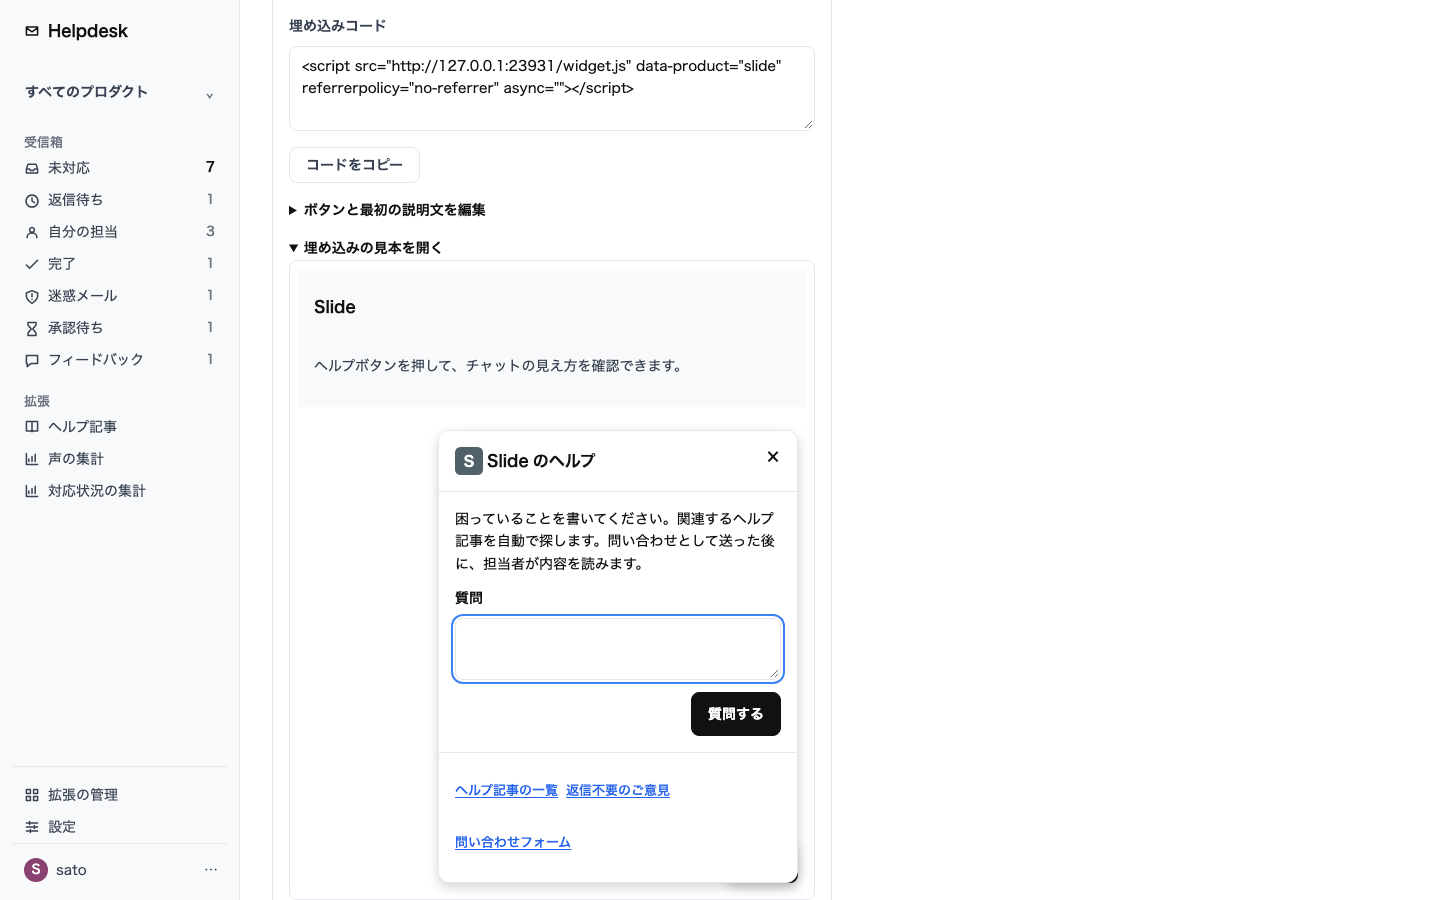 Helpdesk
すべてのプロダクト
受信箱
未対応 7
返信待ち 1
自分の担当 3
完了 1
迷惑メール 1
承認待ち 1
フィードバック 1
拡張
ヘルプ記事
声の集計
対応状況の集計
拡張の管理
設定
S sato ...
埋め込みコード
<script src="http://127.0.0.1:23931/widget.js" data-product="slide"
referrerpolicy="no-referrer" async=""></script>
コードをコピー
ボタンと最初の説明文を編集
埋め込みの見本を開く
Slide
ヘルプボタンを押して、チャットの見え方を確認できます。
S Slide のヘルプ ×
困っていることを書いてください。関連するヘルプ
記事を自動で探します。問い合わせとして送った後
に、担当者が内容を読みます。
質問
質問する
ヘルプ記事の一覧 返信不要のご意見
問い合わせフォーム